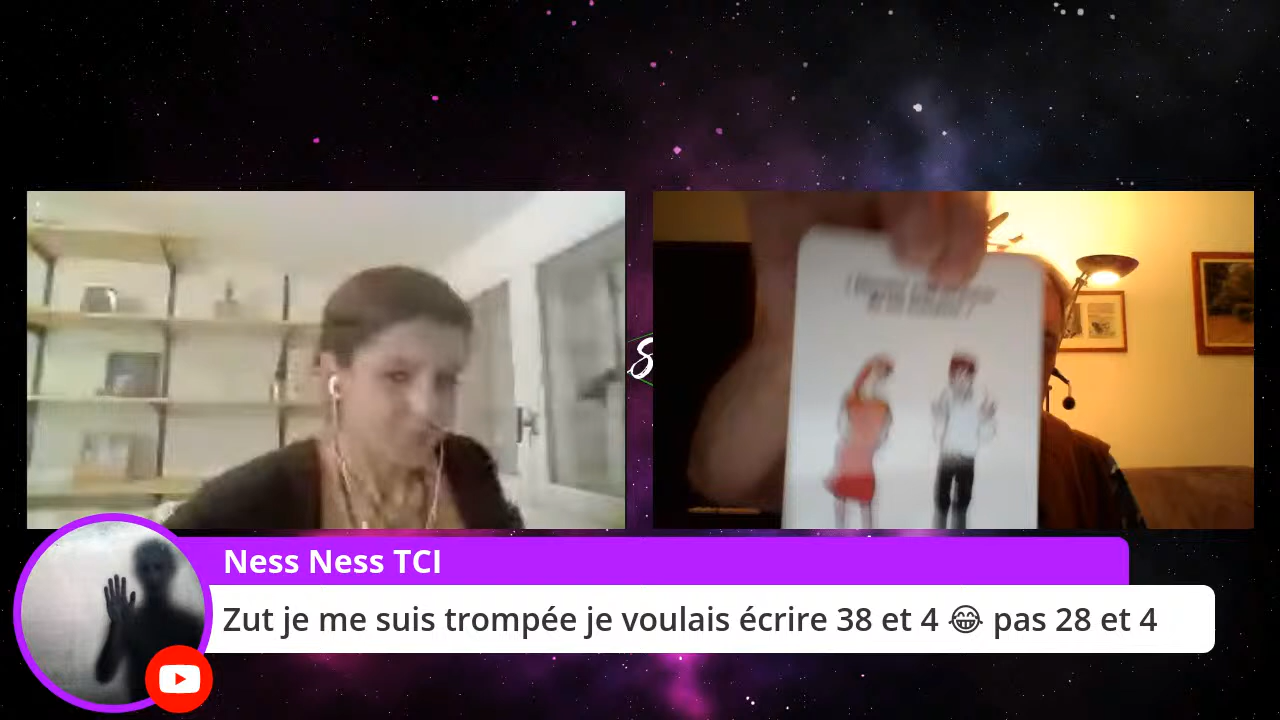 S
Ness Ness TCI
Zut je me suis trompée je voulais écrire 38 et 4 😂 pas 28 et 4